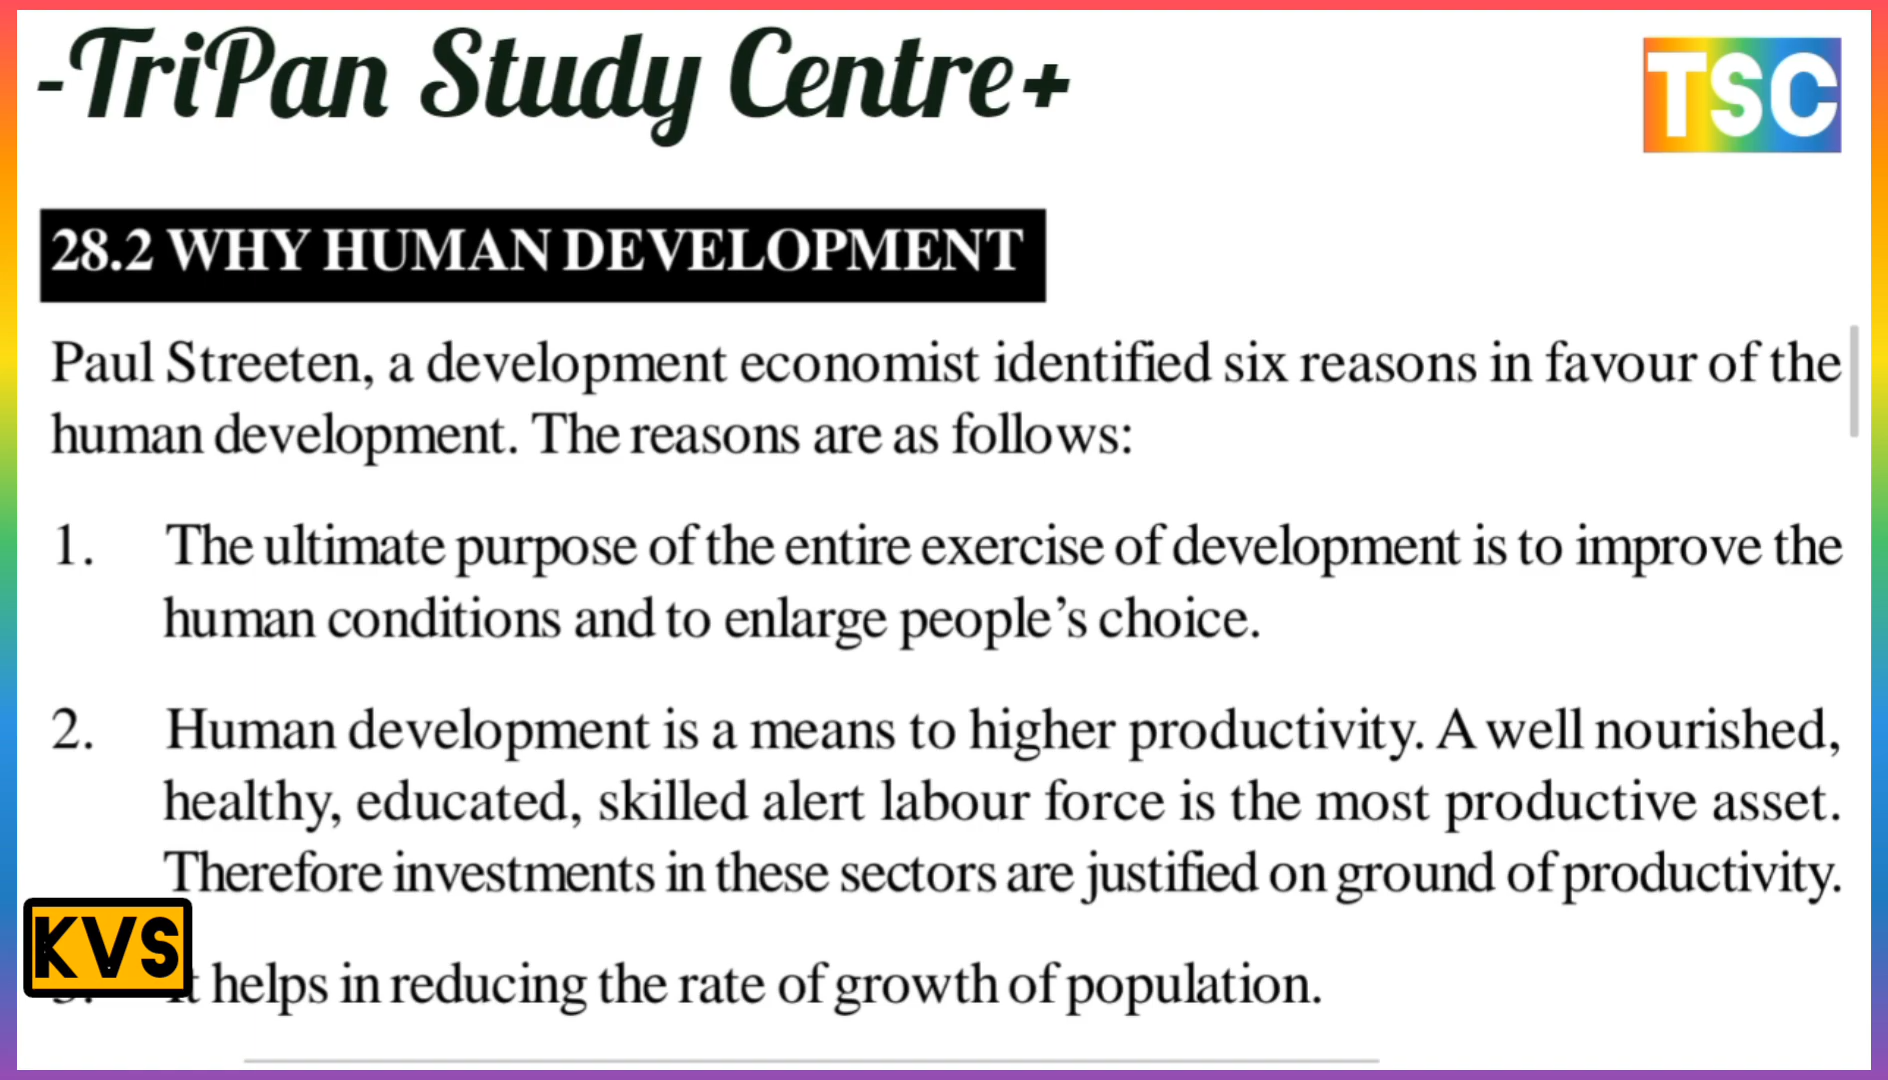 -TriPan Study Centre+
TSC
28.2 WHY HUMAN DEVELOPMENT
Paul Streeten, a development economist identified six reasons in favour of the
human development. The reasons are as follows:
1. The ultimate purpose of the entire exercise of development is to improve the
human conditions and to enlarge people’s choice.
2. Human development is a means to higher productivity. A well nourished,
healthy, educated, skilled alert labour force is the most productive asset.
Therefore investments in these sectors are justified on ground of productivity.
KVS
helps in reducing the rate of growth of population.